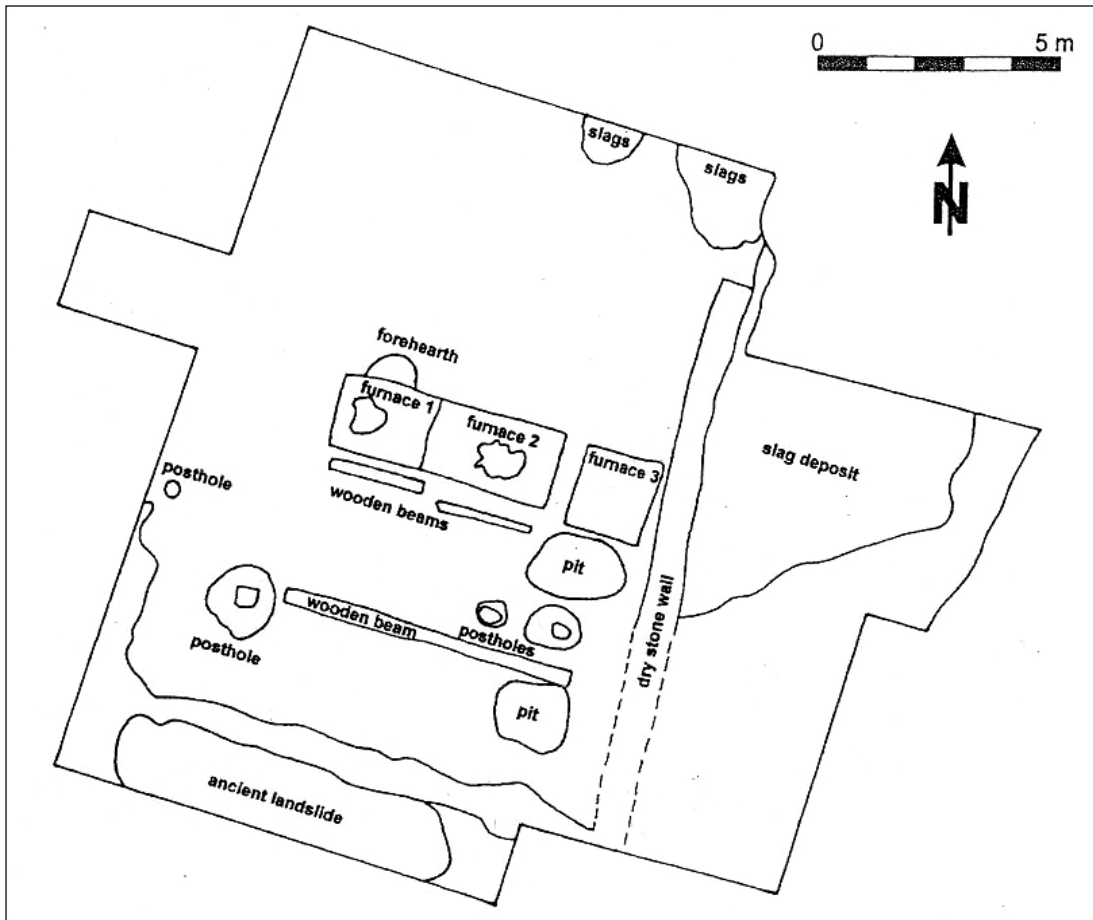 0 5 m
slags
slags
N
forehearth
furnace 1
furnace 2
furnace 3
slag deposit
posthole
wooden beams
pit
wooden beam
postholes
posthole
dry stone wall
pit
ancient landslide